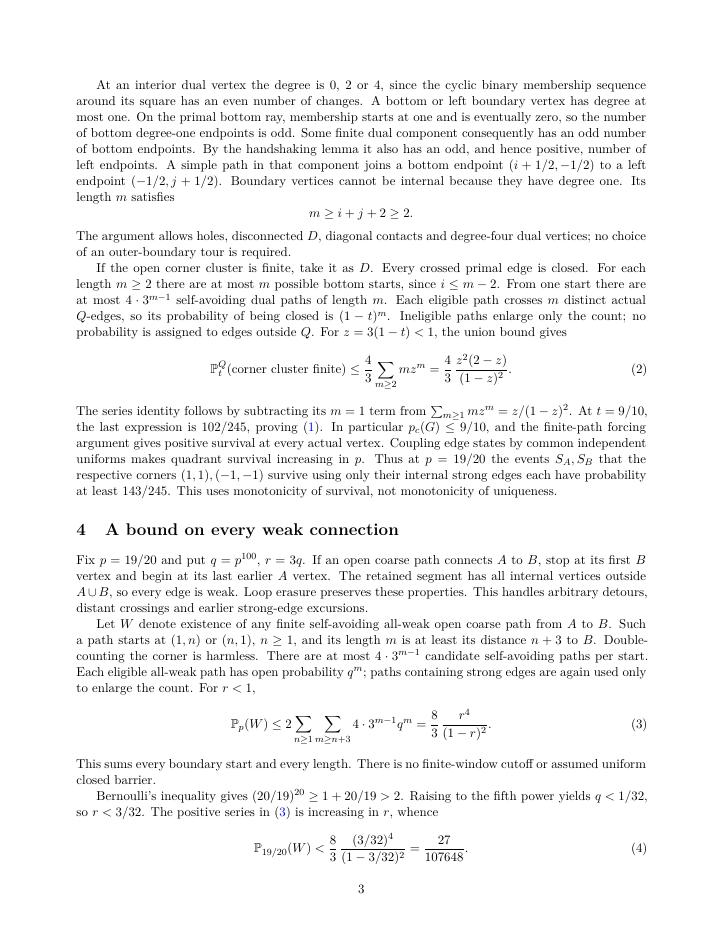 At an interior dual vertex the degree is 0, 2 or 4, since the cyclic binary membership sequence
around its square has an even number of changes. A bottom or left boundary vertex has degree at
most one. On the primal bottom ray, membership starts at one and is eventually zero, so the number
of bottom degree-one endpoints is odd. Some finite dual component consequently has an odd number
of bottom endpoints. By the handshaking lemma it also has an odd, and hence positive, number of
left endpoints. A simple path in that component joins a bottom endpoint (i + 1/2, −1/2) to a left
endpoint (−1/2, j + 1/2). Boundary vertices cannot be internal because they have degree one. Its
length m satisfies
m ≥ i + j + 2 ≥ 2.
The argument allows holes, disconnected D, diagonal contacts and degree-four dual vertices; no choice
of an outer-boundary tour is required.
If the open corner cluster is finite, take it as D. Every crossed primal edge is closed. For each
length m ≥ 2 there are at most m possible bottom starts, since i ≤ m − 2. From one start there are
at most 4 · 3^{m−1} self-avoiding dual paths of length m. Each eligible path crosses m distinct actual
Q-edges, so its probability of being closed is (1 − t)^m. Ineligible paths enlarge only the count; no
probability is assigned to edges outside Q. For z = 3(1 − t) < 1, the union bound gives
ℙ_t^Q(corner cluster finite) ≤ \frac{4}{3} ∑_{m≥2} mz^m = \frac{4}{3} \frac{z^2(2 − z)}{(1 − z)^2}. (2)
The series identity follows by subtracting its m = 1 term from ∑_{m≥1} mz^m = z/(1 − z)^2. At t = 9/10,
the last expression is 102/245, proving (1). In particular p_c(G) ≤ 9/10, and the finite-path forcing
argument gives positive survival at every actual vertex. Coupling edge states by common independent
uniforms makes quadrant survival increasing in p. Thus at p = 19/20 the events S_A, S_B that the
respective corners (1, 1), (−1, −1) survive using only their internal strong edges each have probability
at least 143/245. This uses monotonicity of survival, not monotonicity of uniqueness.
4 A bound on every weak connection
Fix p = 19/20 and put q = p^{100}, r = 3q. If an open coarse path connects A to B, stop at its first B
vertex and begin at its last earlier A vertex. The retained segment has all internal vertices outside
A∪B, so every edge is weak. Loop erasure preserves these properties. This handles arbitrary detours,
distant crossings and earlier strong-edge excursions.
Let W denote existence of any finite self-avoiding all-weak open coarse path from A to B. Such
a path starts at (1, n) or (n, 1), n ≥ 1, and its length m is at least its distance n + 3 to B. Double-
counting the corner is harmless. There are at most 4 · 3^{m−1} candidate self-avoiding paths per start.
Each eligible all-weak path has open probability q^m; paths containing strong edges are again used only
to enlarge the count. For r < 1,
ℙ_p(W) ≤ 2 ∑_{n≥1} ∑_{m≥n+3} 4 · 3^{m−1}q^m = \frac{8}{3} \frac{r^4}{(1 − r)^2}. (3)
This sums every boundary start and every length. There is no finite-window cutoff or assumed uniform
closed barrier.
Bernoulli's inequality gives (20/19)^{20} ≥ 1 + 20/19 > 2. Raising to the fifth power yields q < 1/32,
so r < 3/32. The positive series in (3) is increasing in r, whence
ℙ_{19/20}(W) < \frac{8}{3} \frac{(3/32)^4}{(1 − 3/32)^2} = \frac{27}{107648}. (4)
3